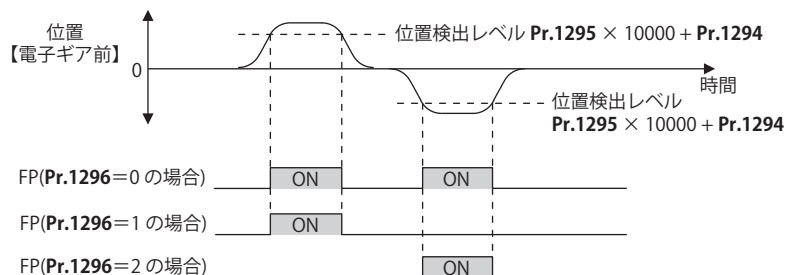 位置
【電子ギア前】
0
位置検出レベル Pr.1295 × 10000 + Pr.1294
時間
位置検出レベル
Pr.1295 × 10000 + Pr.1294
FP(Pr.1296＝0 の場合)
ON
ON
FP(Pr.1296＝1 の場合)
ON
FP(Pr.1296＝2 の場合)
ON